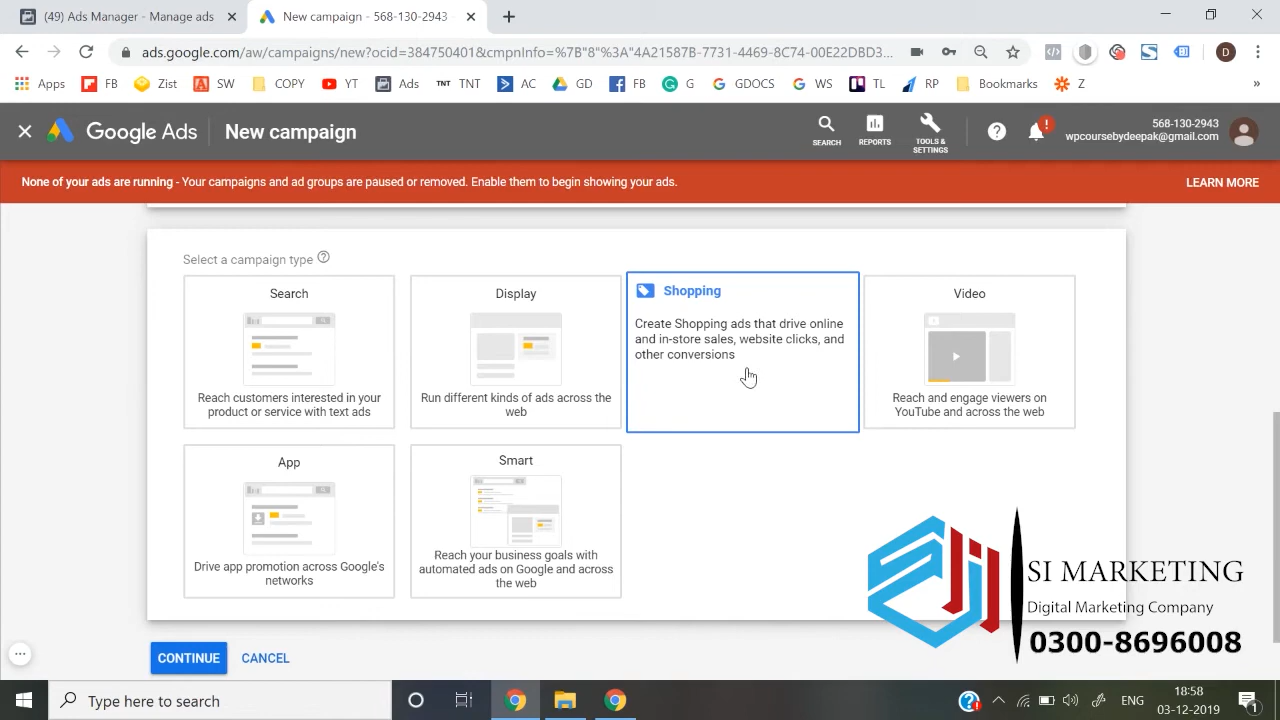 (49) Ads Manager - Manage ads
New campaign - 568-130-2943
ads.google.com/aw/campaigns/new?ocid=384750401&cmpnInfo=%7B"8"%3A"4A21587B-7731-4469-8C74-00E22DBD3...
D
Apps
FB
Zist
SW
COPY
YT
Ads
TNT TNT
AC
GD
FB
G
GDOCS
WS
TL
RP
Bookmarks
Z
»
Google Ads
New campaign
SEARCH
REPORTS
TOOLS &
SETTINGS
568-130-2943
wpcoursebydeepak@gmail.com
None of your ads are running - Your campaigns and ad groups are paused or removed. Enable them to begin showing your ads.
LEARN MORE
Select a campaign type
Search
Reach customers interested in your
product or service with text ads
Display
Run different kinds of ads across the
web
Shopping
Create Shopping ads that drive online
and in-store sales, website clicks, and
other conversions
Video
Reach and engage viewers on
YouTube and across the web
App
Drive app promotion across Google's
networks
Smart
Reach your business goals with
automated ads on Google and across
the web
SI MARKETING
Digital Marketing Company
0300-8696008
CONTINUE
CANCEL
Type here to search
ENG
18:58
03-12-2019
1